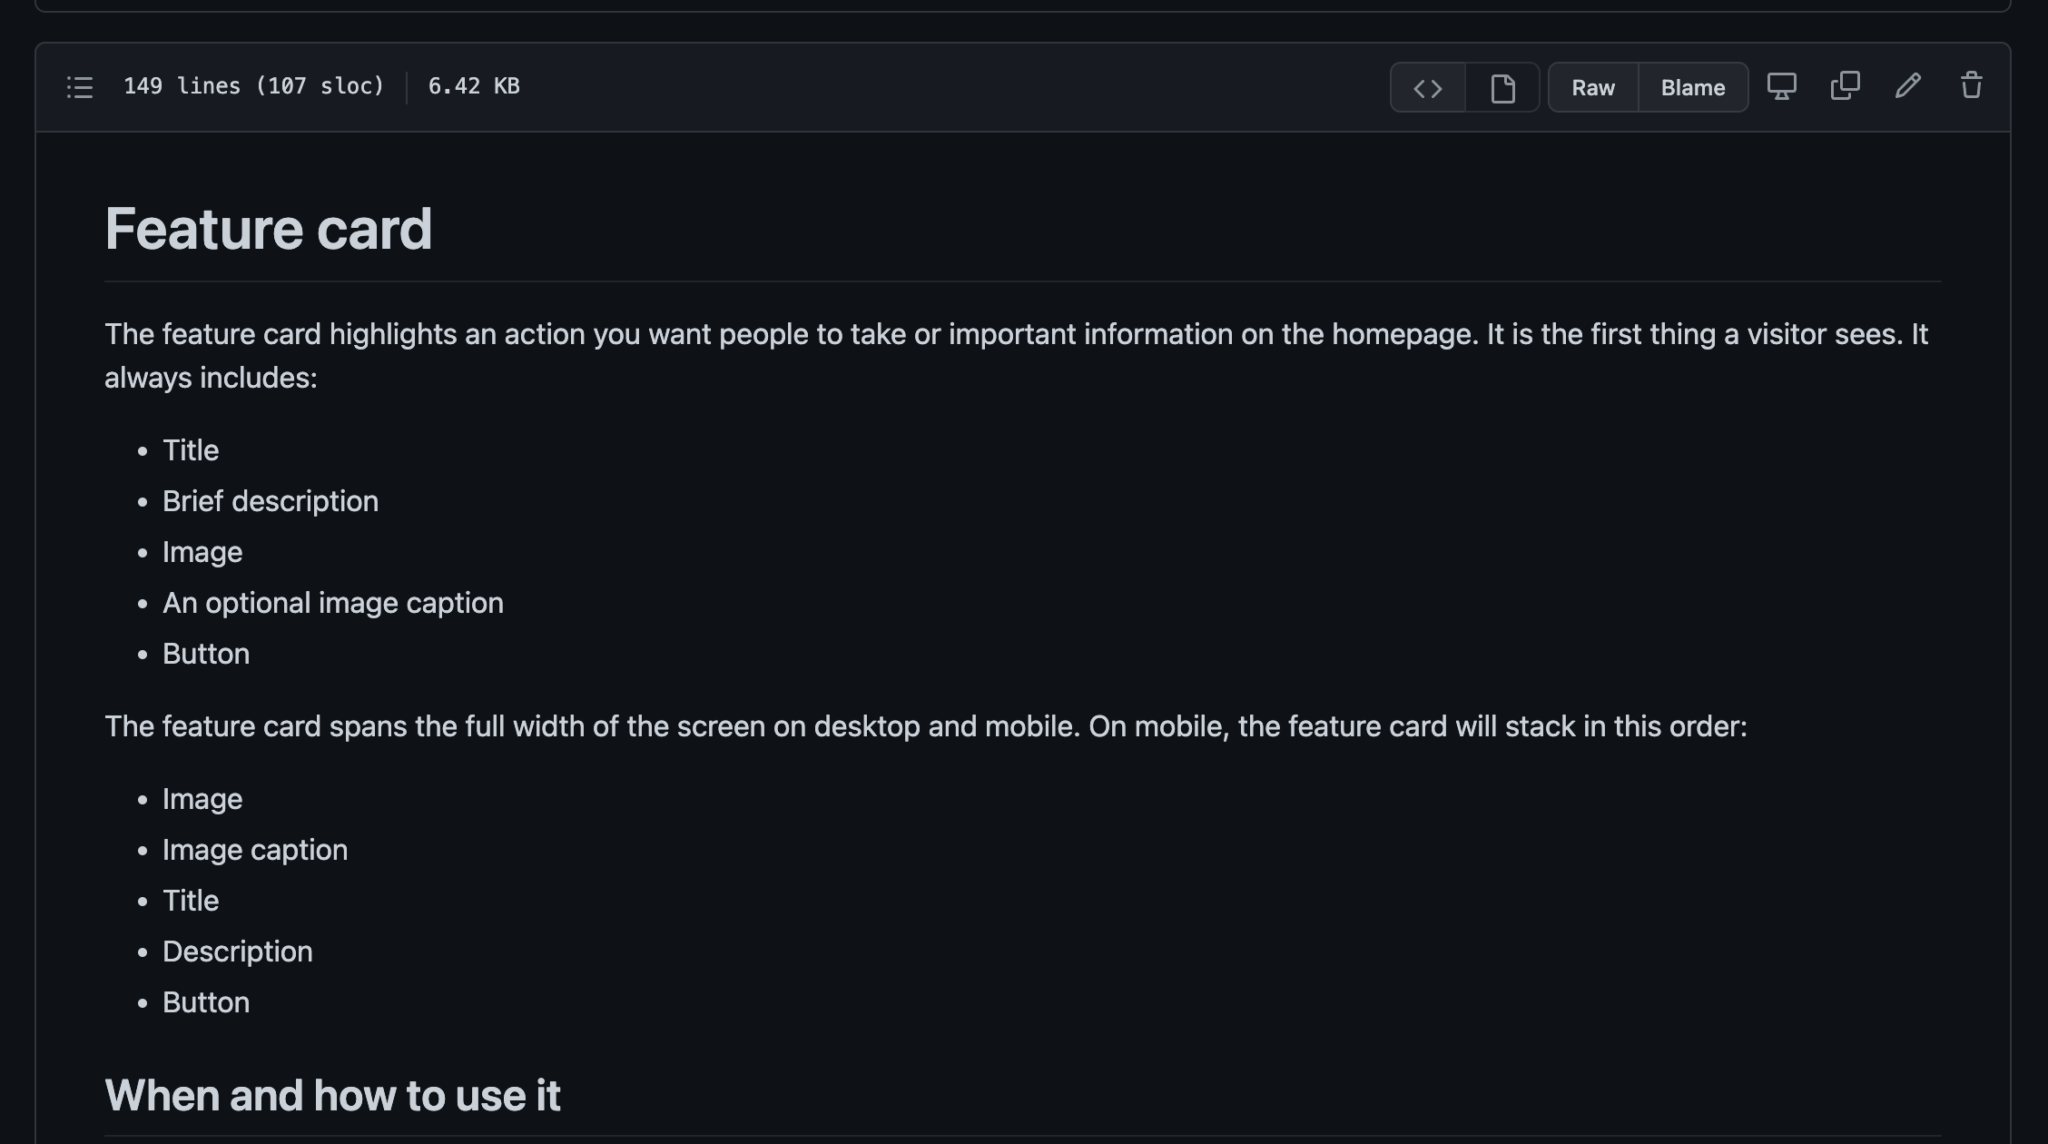 149 lines (107 sloc) 6.42 KB Raw Blame
Feature card
The feature card highlights an action you want people to take or important information on the homepage. It is the first thing a visitor sees. It
always includes:
Title
Brief description
Image
An optional image caption
Button
The feature card spans the full width of the screen on desktop and mobile. On mobile, the feature card will stack in this order:
Image
Image caption
Title
Description
Button
When and how to use it